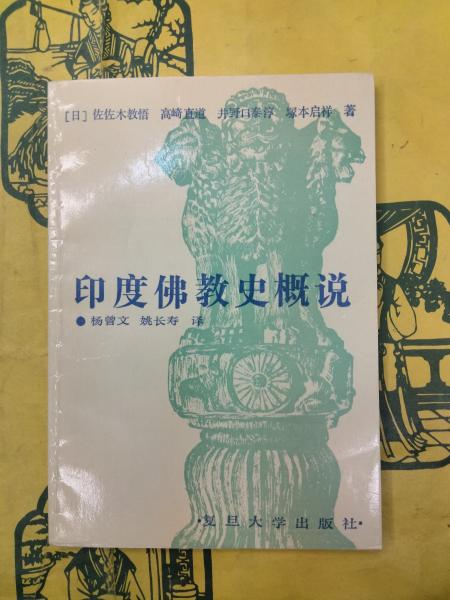 ［日］佐佐木教悟 高崎直道 井野口泰淳 塚本启祥 著
印度佛教史概说
●杨曾文 姚长寿 译
·复旦大学出版社·